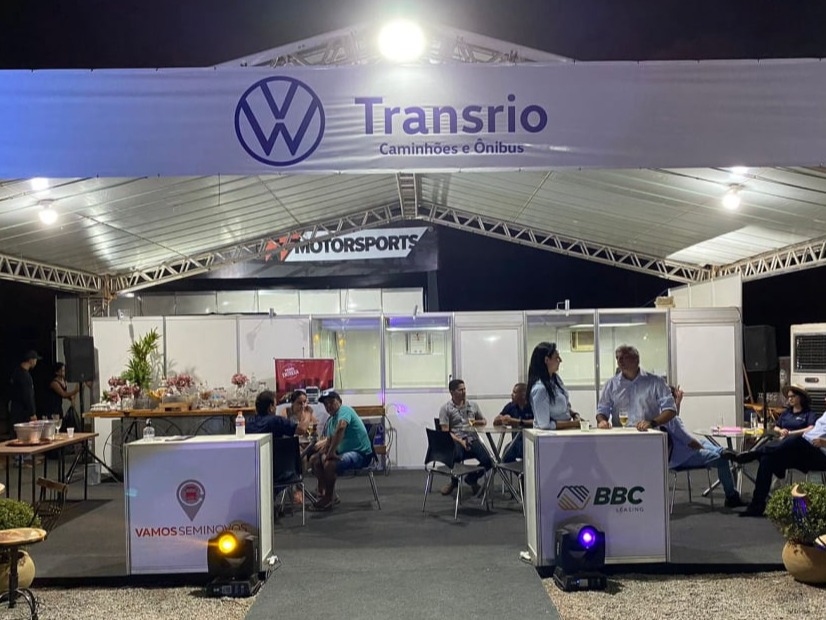 Transrio
Caminhões e Ônibus
MOTORSPORTS
VAMOS SEMINOVOS
BBC
LEASING